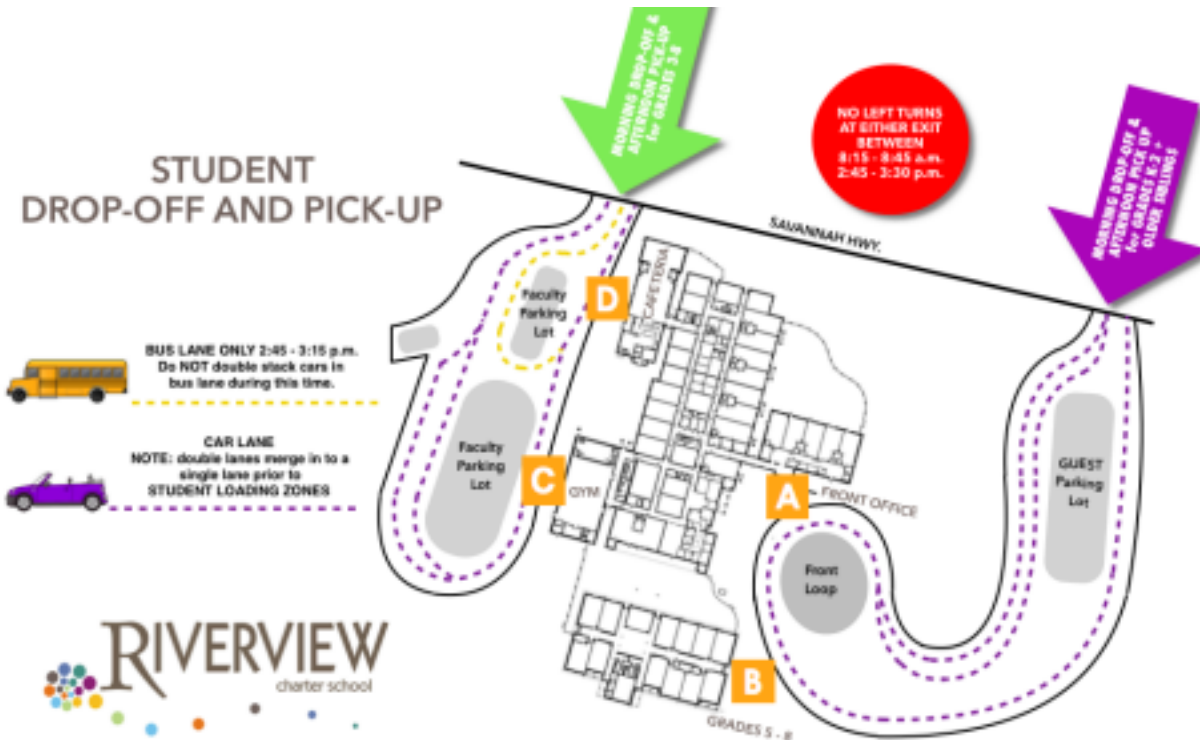 MORNING DROP-OFF &
AFTERNOON PICK-UP
for GRADES 3-8
NO LEFT TURNS
AT EITHER EXIT
BETWEEN
8:15 - 8:45 a.m.
2:45 - 3:30 p.m.
MORNING DROP-OFF &
AFTERNOON PICK UP
for GRADES K-2 +
OLDER SIBLINGS
STUDENT
DROP-OFF AND PICK-UP
SAVANNAH HWY.
CAFETERIA
D
Faculty
Parking
Lot
BUS LANE ONLY 2:45 - 3:15 p.m.
Do NOT double stack cars in
bus lane during this time.
CAR LANE
NOTE: double lanes merge in to a
single lane prior to
STUDENT LOADING ZONES
Faculty
Parking
Lot
C
GYM
A
FRONT OFFICE
GUEST
Parking
Lot
Front
Loop
B
GRADES 5 - 8
RIVERVIEW
charter school